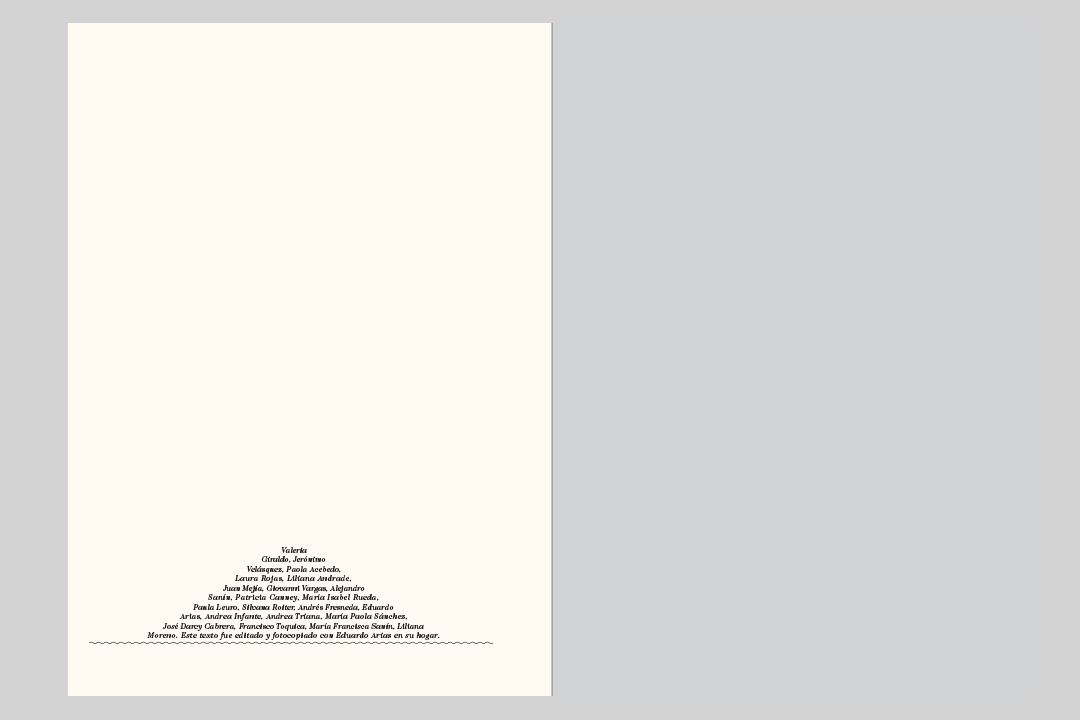 Valeria
Giraldo, Jerónimo
Velásquez, Paola Acebedo,
Laura Rojas, Liliana Andrade,
Juan Mejía, Giovanni Vargas, Alejandro
Sanín, Patricia Canney, María Isabel Rueda,
Paula Leuro, Silvana Roiter, Andrés Fresneda, Eduardo
Arias, Andrea Infante, Andrea Triana, María Paola Sánchez,
José Darcy Cabrera, Francisco Toquica, María Francisca Sanín, Liliana
Moreno. Este texto fue editado y fotocopiado con Eduardo Arias en su hogar.